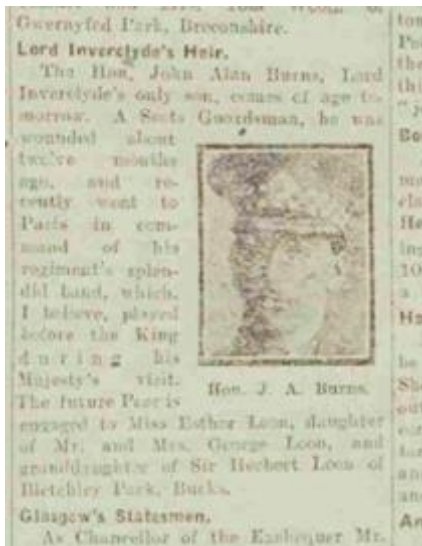 Gwernyfed Park, Breconshire.
Lord Inverclyde's Heir.
The Hon. John Alan Burns, Lord
Inverclyde's only son, comes of age to-
morrow. A Scots Guardsman, he was
wounded about
twelve months
ago, and re-
cently went to
Paris in com-
mand of his
regiment's splen-
did band, which,
I believe, played
before the King
during his
Majesty's visit.
The future Peer is
engaged to Miss Esther Leon, daughter
of Mr. and Mrs. George Leon, and
granddaughter of Sir Herbert Leon of
Bletchley Park, Bucks.
Hon. J. A. Burns.
Glasgow's Statesmen.
As Chancellor of the Exchequer Mr.